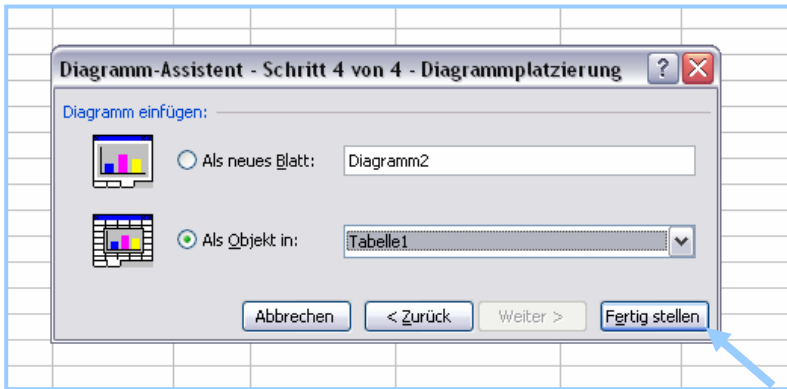 Diagramm-Assistent - Schritt 4 von 4 - Diagrammplatzierung ?
Diagramm einfügen:
Als neues Blatt: Diagramm2
Als Objekt in: Tabelle1
Abbrechen < Zurück Weiter > Fertig stellen